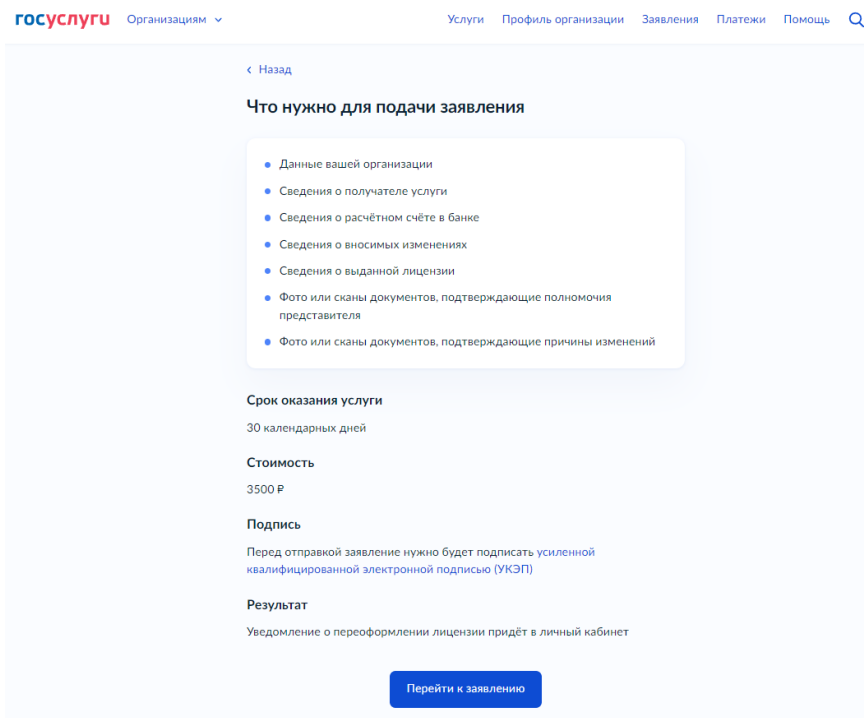 госуслуги Организациям Услуги Профиль организации Заявления Платежи Помощь
Назад
Что нужно для подачи заявления
Данные вашей организации
Сведения о получателе услуги
Сведения о расчётном счёте в банке
Сведения о вносимых изменениях
Сведения о выданной лицензии
Фото или сканы документов, подтверждающие полномочия
представителя
Фото или сканы документов, подтверждающие причины изменений
Срок оказания услуги
30 календарных дней
Стоимость
3500 ₽
Подпись
Перед отправкой заявление нужно будет подписать усиленной
квалифицированной электронной подписью (УКЭП)
Результат
Уведомление о переоформлении лицензии придёт в личный кабинет
Перейти к заявлению